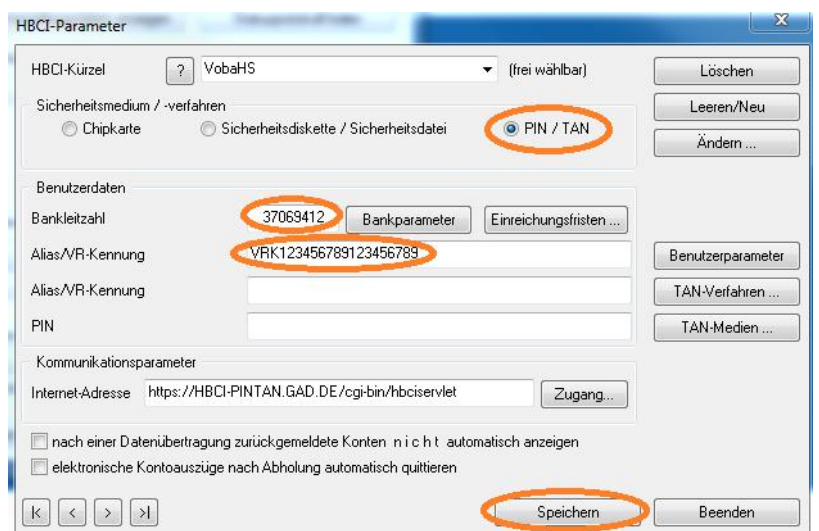 HBCI-Parameter
X
HBCI-Kürzel ? VobaHS (frei wählbar) Löschen
Sicherheitsmedium / -verfahren Leeren/Neu
Chipkarte Sicherheitsdiskette / Sicherheitsdatei PIN / TAN
Ändern ...
Benutzerdaten
Bankleitzahl 37069412 Bankparameter Einreichungsfristen ...
Alias/VR-Kennung VRK123456789123456789 Benutzerparameter
Alias/VR-Kennung TAN-Verfahren ...
PIN TAN-Medien ...
Kommunikationsparameter
Internet-Adresse https://HBCI-PINTAN.GAD.DE/cgi-bin/hbciservlet Zugang...
nach einer Datenübertragung zurückgemeldete Konten n i c h t automatisch anzeigen
elektronische Kontoauszüge nach Abholung automatisch quittieren
|< < > >| Speichern Beenden